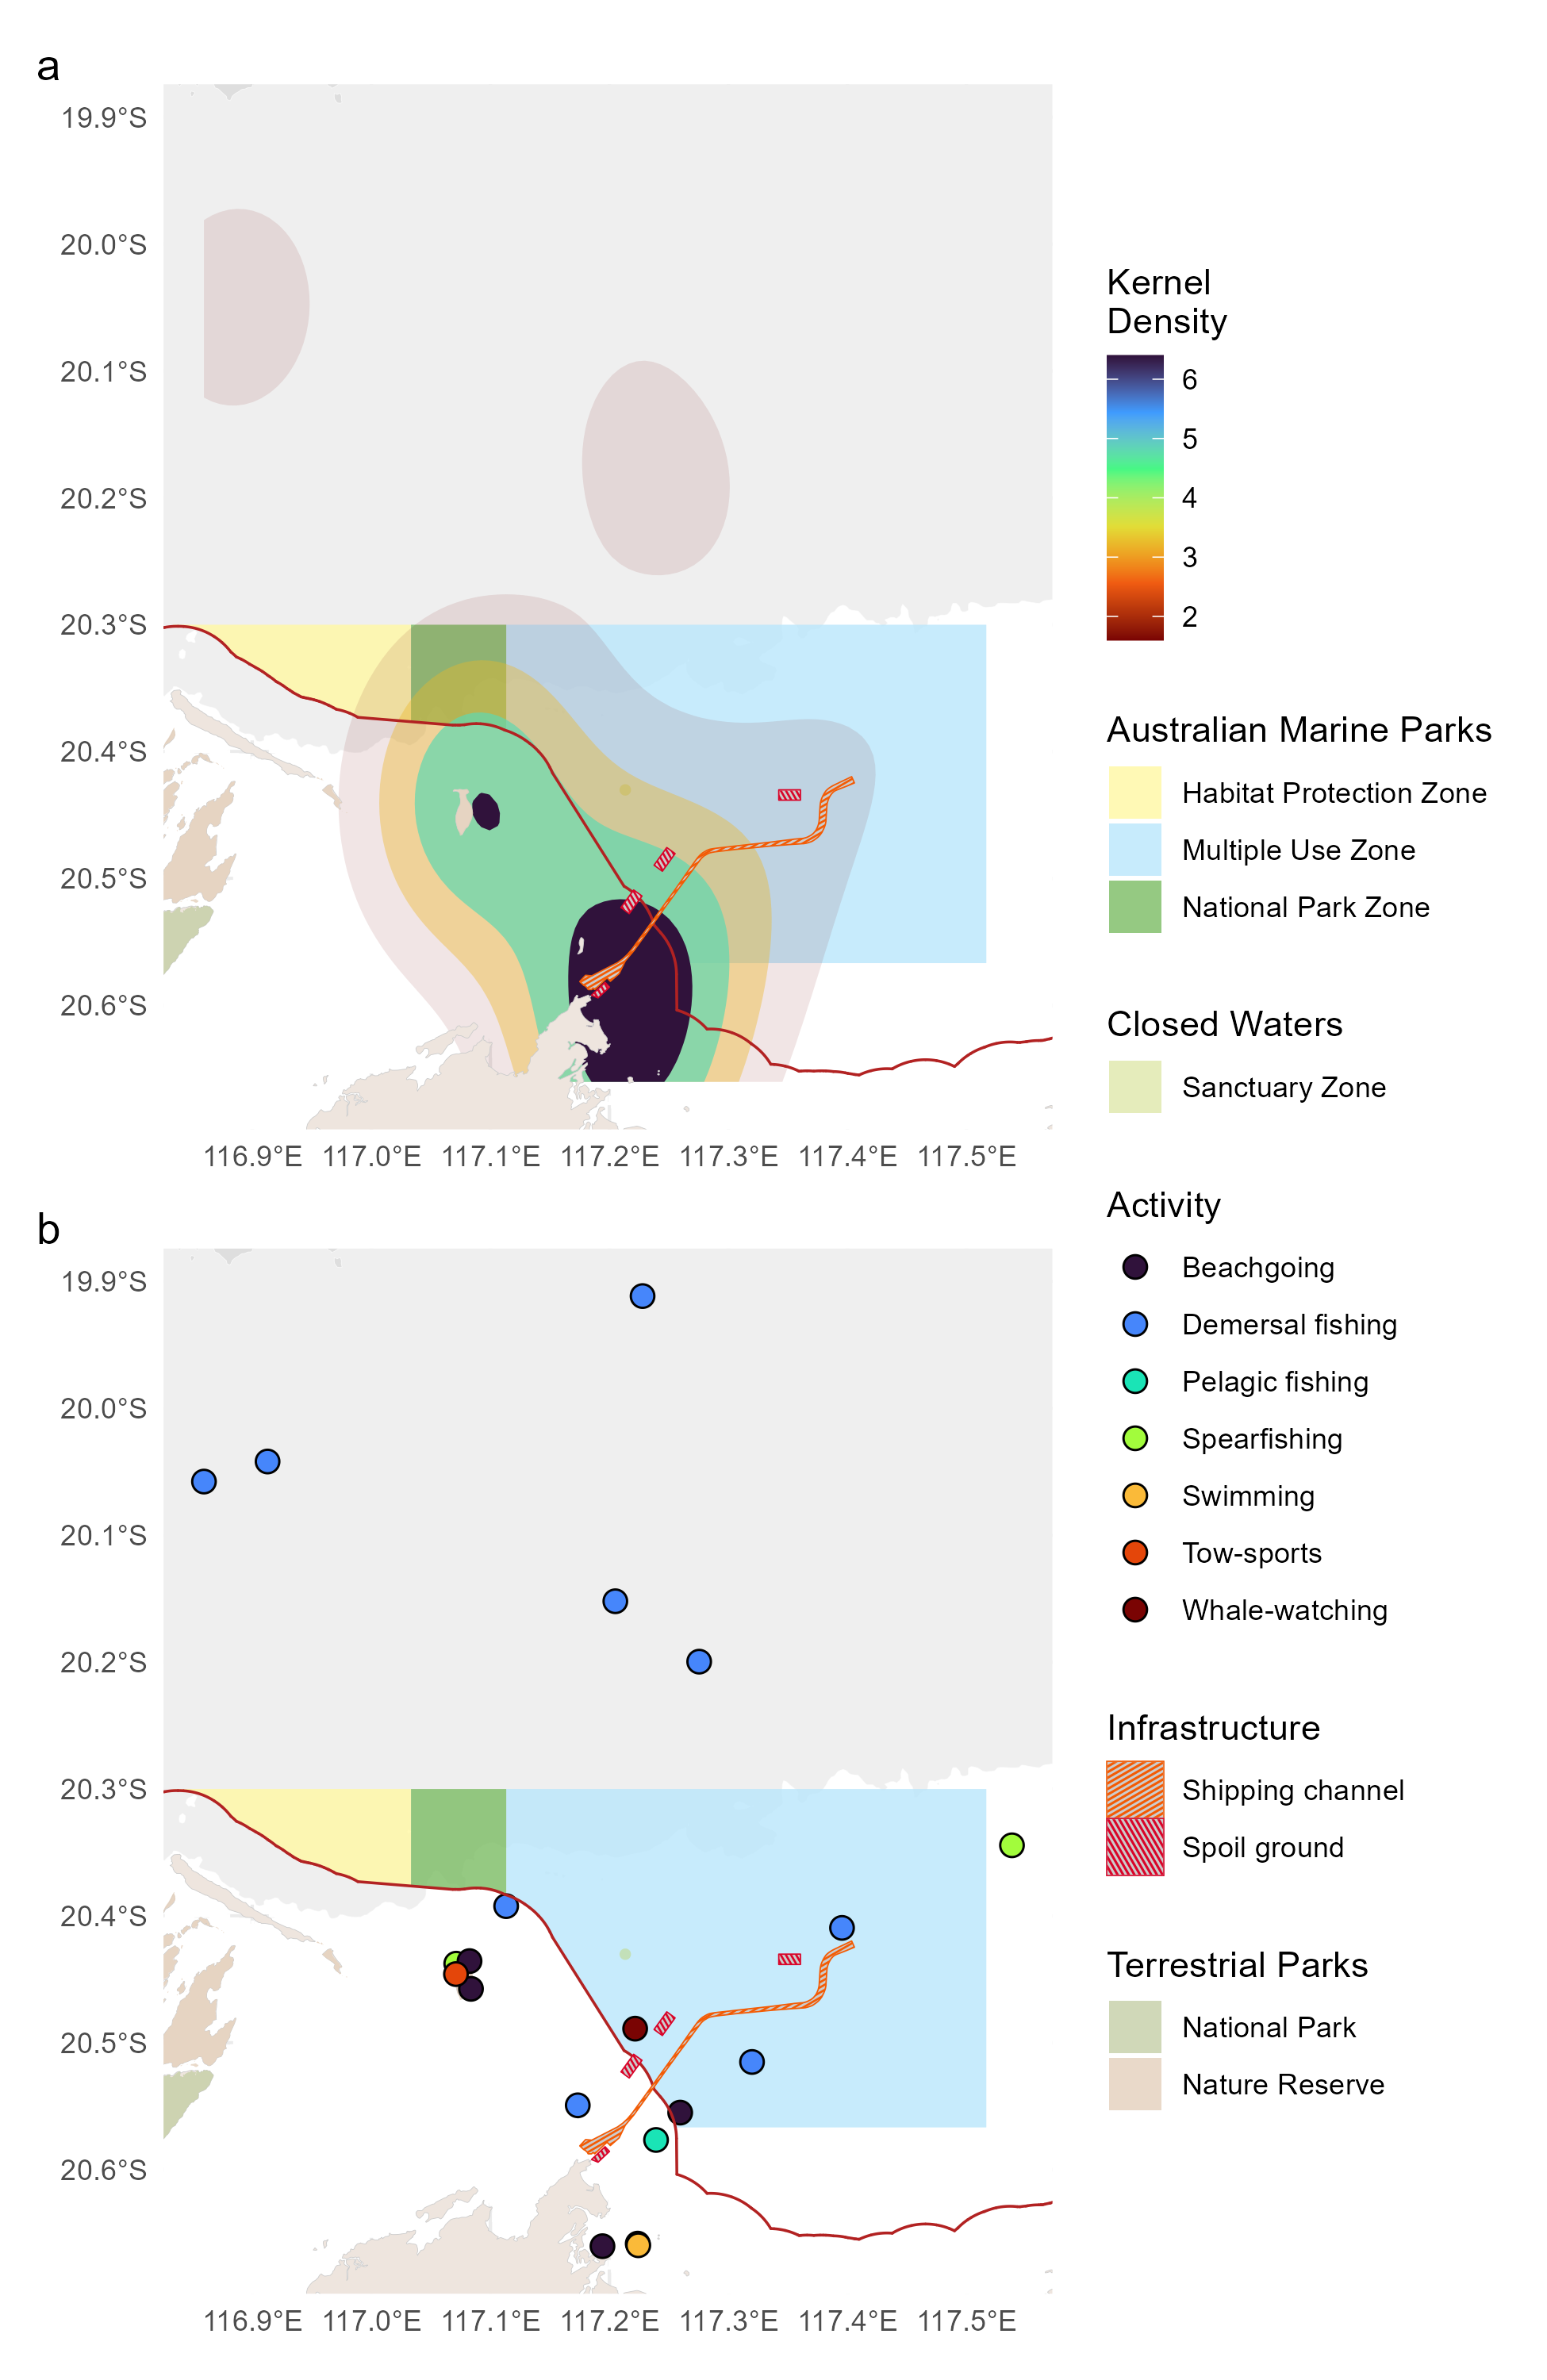 a
19.9°S
20.0°S
20.1°S
20.2°S
20.3°S
20.4°S
20.5°S
20.6°S
116.9°E 117.0°E 117.1°E 117.2°E 117.3°E 117.4°E 117.5°E
b
19.9°S
20.0°S
20.1°S
20.2°S
20.3°S
20.4°S
20.5°S
20.6°S
116.9°E 117.0°E 117.1°E 117.2°E 117.3°E 117.4°E 117.5°E
Kernel
Density
6
5
4
3
2
Australian Marine Parks
Habitat Protection Zone
Multiple Use Zone
National Park Zone
Closed Waters
Sanctuary Zone
Activity
Beachgoing
Demersal fishing
Pelagic fishing
Spearfishing
Swimming
Tow-sports
Whale-watching
Infrastructure
Shipping channel
Spoil ground
Terrestrial Parks
National Park
Nature Reserve